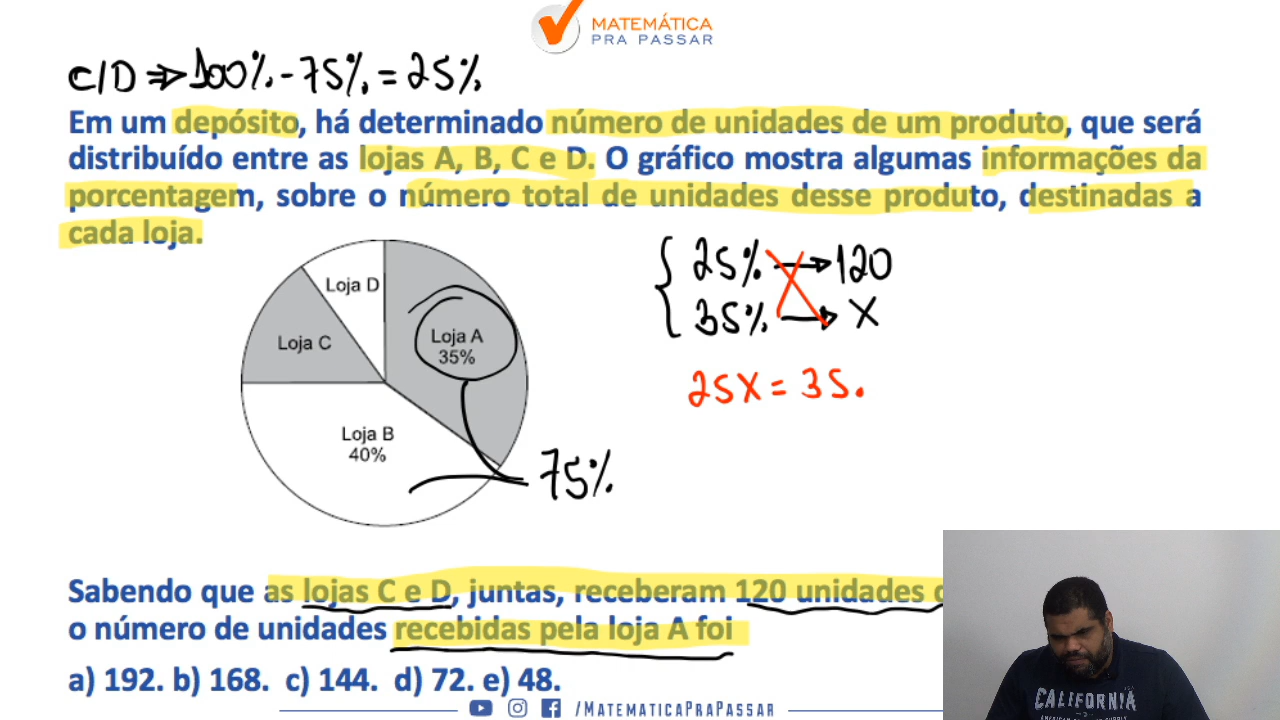 MATEMÁTICA
PRA PASSAR
C/D ⇒ 100% - 75% = 25%
Em um depósito, há determinado número de unidades de um produto, que será
distribuído entre as lojas A, B, C e D. O gráfico mostra algumas informações da
porcentagem, sobre o número total de unidades desse produto, destinadas a
cada loja.
Loja D
Loja C
Loja A
35%
Loja B
40%
75%
25% → 120
35% → X
25X = 35.
Sabendo que as lojas C e D, juntas, receberam 120 unidades
o número de unidades recebidas pela loja A foi
a) 192. b) 168. c) 144. d) 72. e) 48.
/MATEMATICAPRAPASSAR
CALIFORNIA